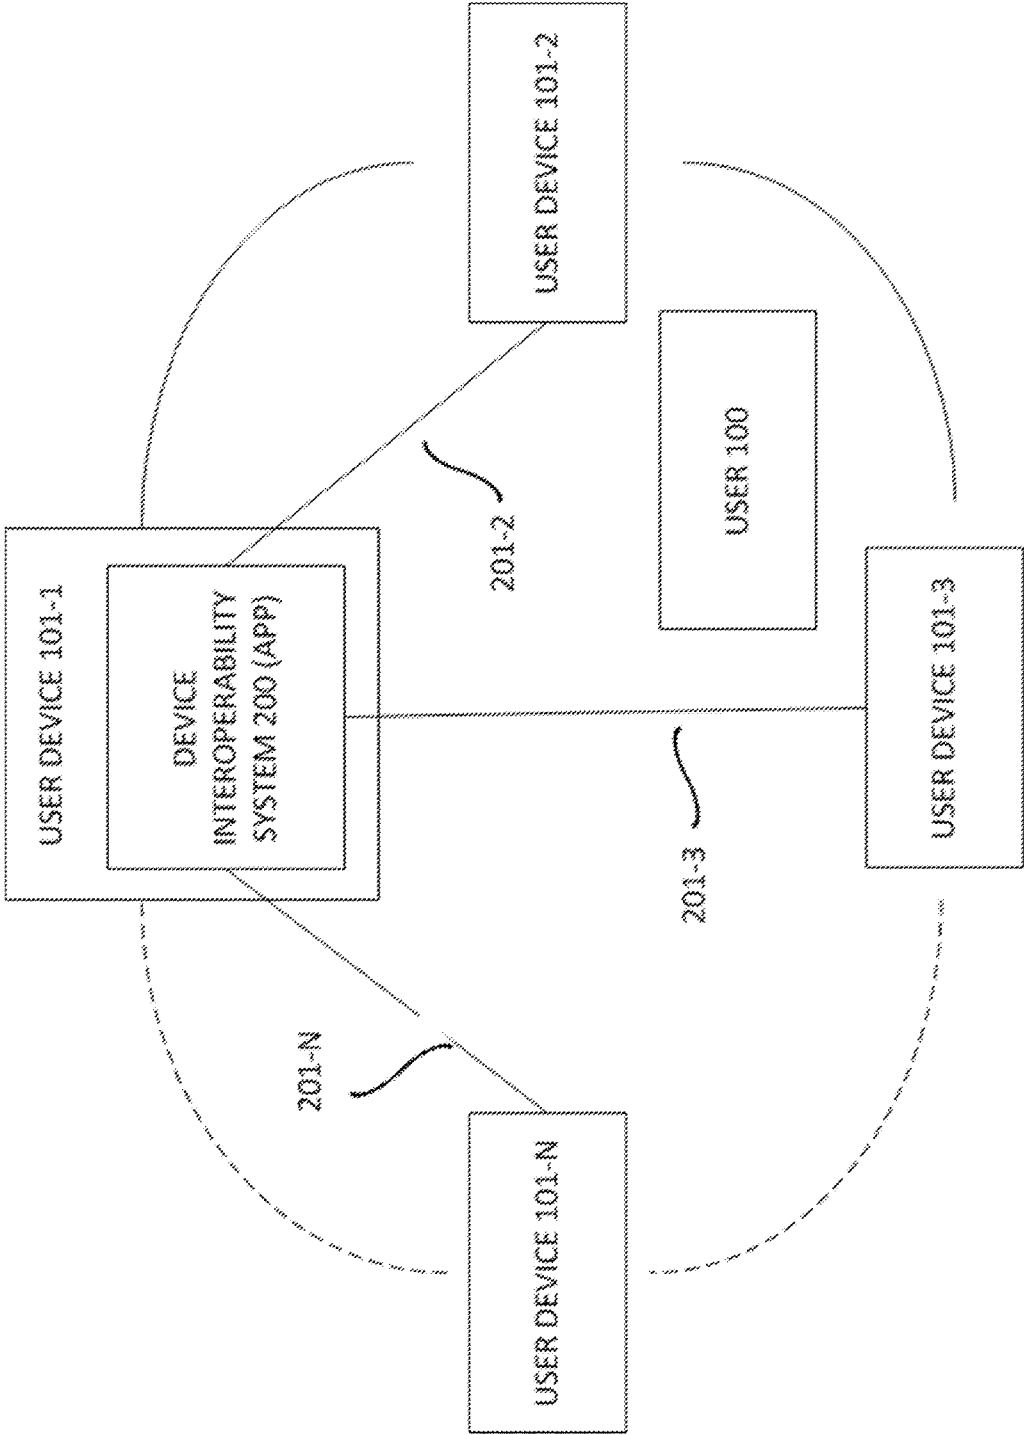 USER DEVICE 101-1
DEVICE
INTEROPERABILITY
SYSTEM 200 (APP)
201-N
201-2
USER DEVICE 101-N
USER DEVICE 101-2
201-3
USER 100
USER DEVICE 101-3